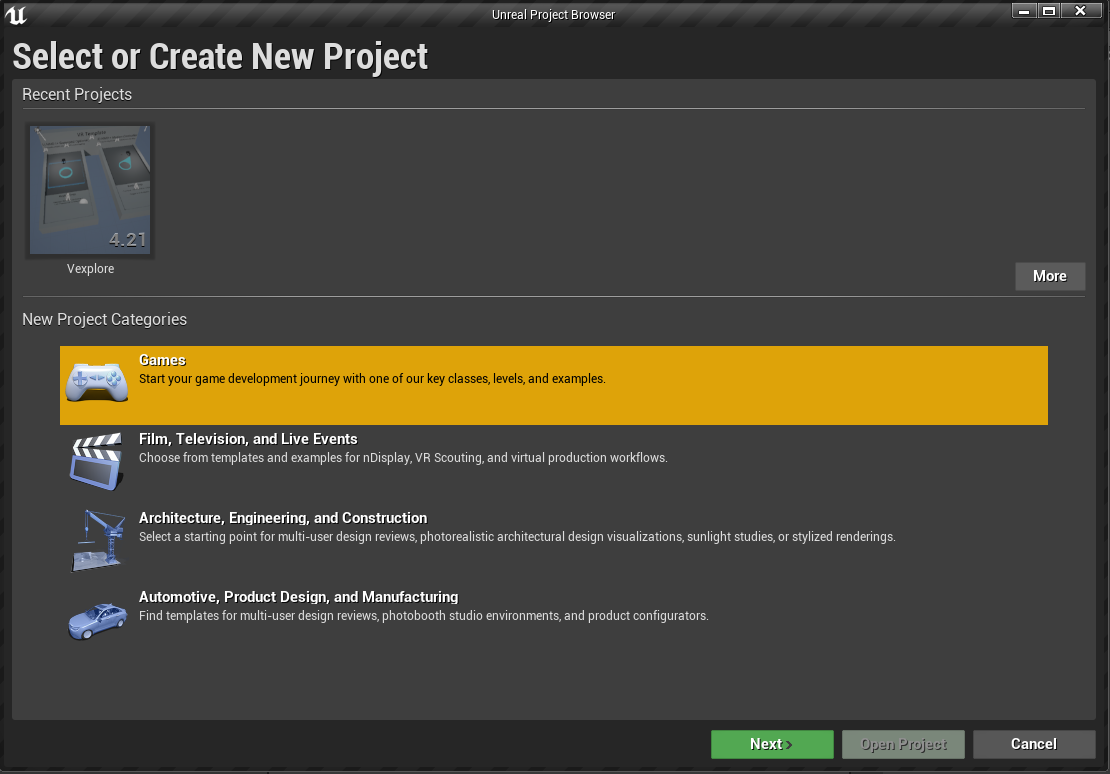 Unreal Project Browser
Select or Create New Project
Recent Projects
VR Template
4.21
Vexplore
More
New Project Categories
Games
Start your game development journey with one of our key classes, levels, and examples.
Film, Television, and Live Events
Choose from templates and examples for nDisplay, VR Scouting, and virtual production workflows.
Architecture, Engineering, and Construction
Select a starting point for multi-user design reviews, photorealistic architectural design visualizations, sunlight studies, or stylized renderings.
Automotive, Product Design, and Manufacturing
Find templates for multi-user design reviews, photobooth studio environments, and product configurators.
Next >
Open Project
Cancel